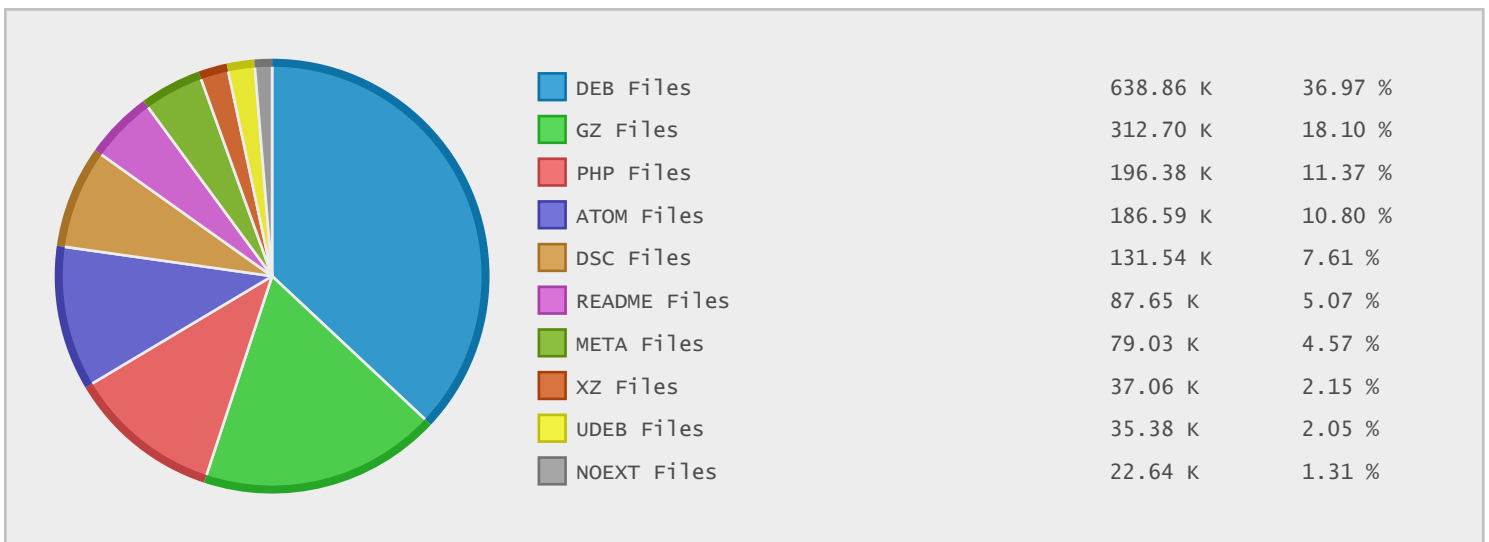 DEB Files 638.86 K 36.97 %
GZ Files 312.70 K 18.10 %
PHP Files 196.38 K 11.37 %
ATOM Files 186.59 K 10.80 %
DSC Files 131.54 K 7.61 %
README Files 87.65 K 5.07 %
META Files 79.03 K 4.57 %
XZ Files 37.06 K 2.15 %
UDEB Files 35.38 K 2.05 %
NOEXT Files 22.64 K 1.31 %